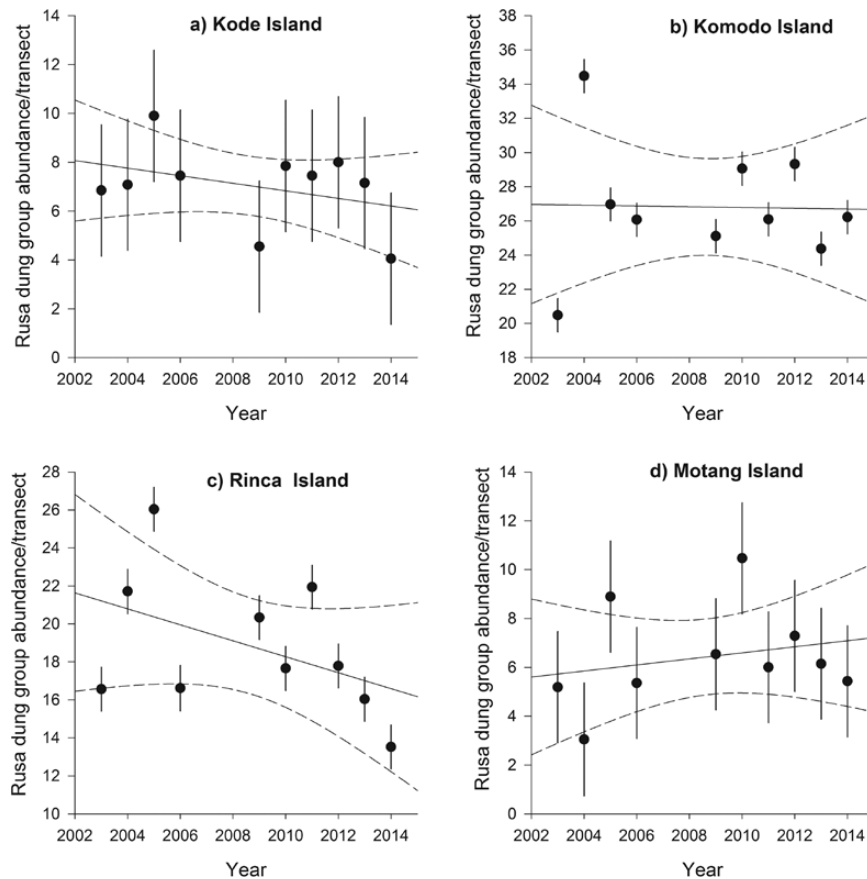 a) Kode Island
Rusa dung group abundance/transect
14
12
10
8
6
4
2
0
2002 2004 2006 2008 2010 2012 2014
Year
b) Komodo Island
Rusa dung group abundance/transect
38
36
34
32
30
28
26
24
22
20
18
2002 2004 2006 2008 2010 2012 2014
Year
c) Rinca Island
Rusa dung group abundance/transect
28
26
24
22
20
18
16
14
12
10
2002 2004 2006 2008 2010 2012 2014
Year
d) Motang Island
Rusa dung group abundance/transect
14
12
10
8
6
4
2
0
2002 2004 2006 2008 2010 2012 2014
Year